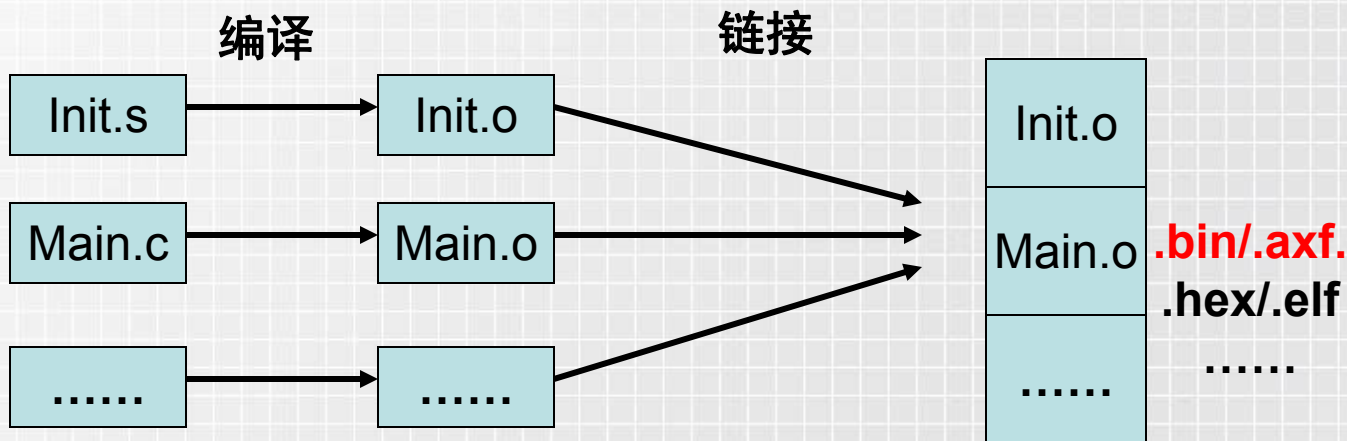 编译
链接
Init.s
Init.o
Init.o
Main.c
Main.o
Main.o
.bin/.axf.
.hex/.elf
……
……
……
……